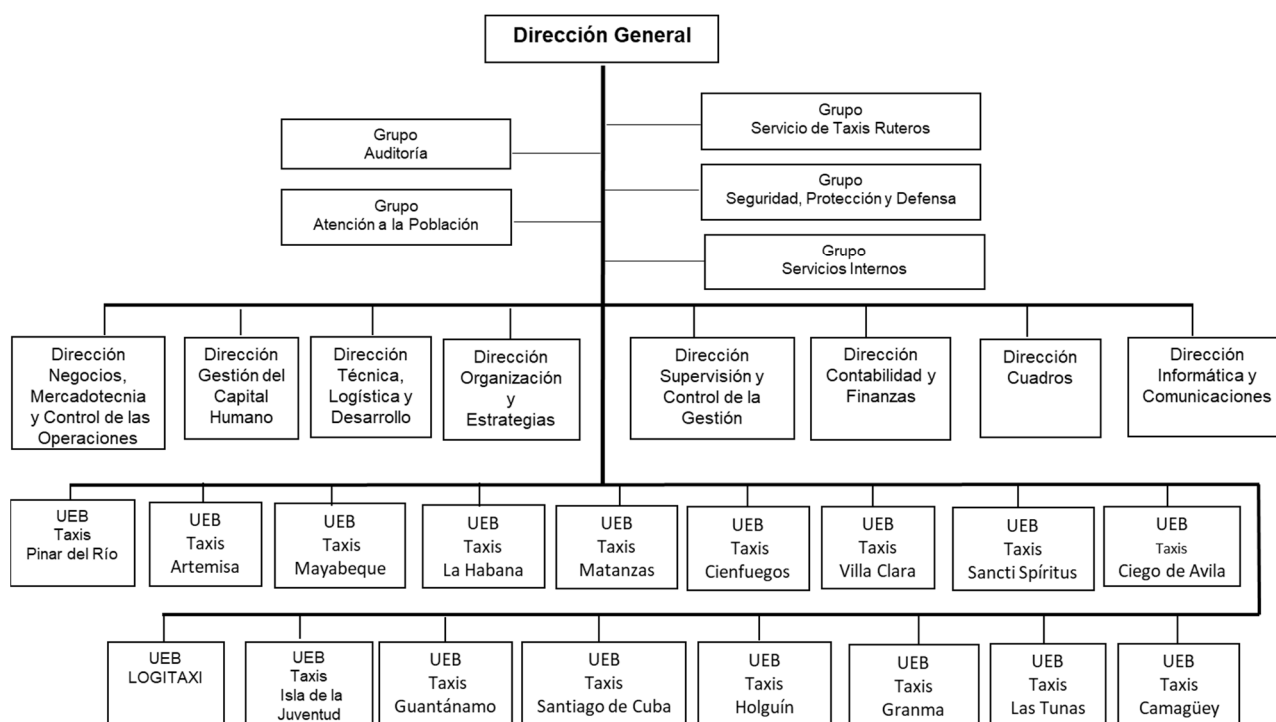 Dirección General
Grupo
Auditoría
Grupo
Servicio de Taxis Ruteros
Grupo
Atención a la Población
Grupo
Seguridad, Protección y Defensa
Grupo
Servicios Internos
Dirección
Negocios,
Mercadotecnia
y Control de las
Operaciones
Dirección
Gestión del
Capital
Humano
Dirección
Técnica,
Logística y
Desarrollo
Dirección
Organización
y
Estrategias
Dirección
Supervisión y
Control de la
Gestión
Dirección
Contabilidad y
Finanzas
Dirección
Cuadros
Dirección
Informática y
Comunicaciones
UEB
Taxis
Pinar del Río
UEB
Taxis
Artemisa
UEB
Taxis
Mayabeque
UEB
Taxis
La Habana
UEB
Taxis
Matanzas
UEB
Taxis
Cienfuegos
UEB
Taxis
Villa Clara
UEB
Taxis
Sancti Spíritus
UEB
Taxis
Ciego de Avila
UEB
LOGITAXI
UEB
Taxis
Isla de la
Juventud
UEB
Taxis
Guantánamo
UEB
Taxis
Santiago de Cuba
UEB
Taxis
Holguín
UEB
Taxis
Granma
UEB
Taxis
Las Tunas
UEB
Taxis
Camagüey